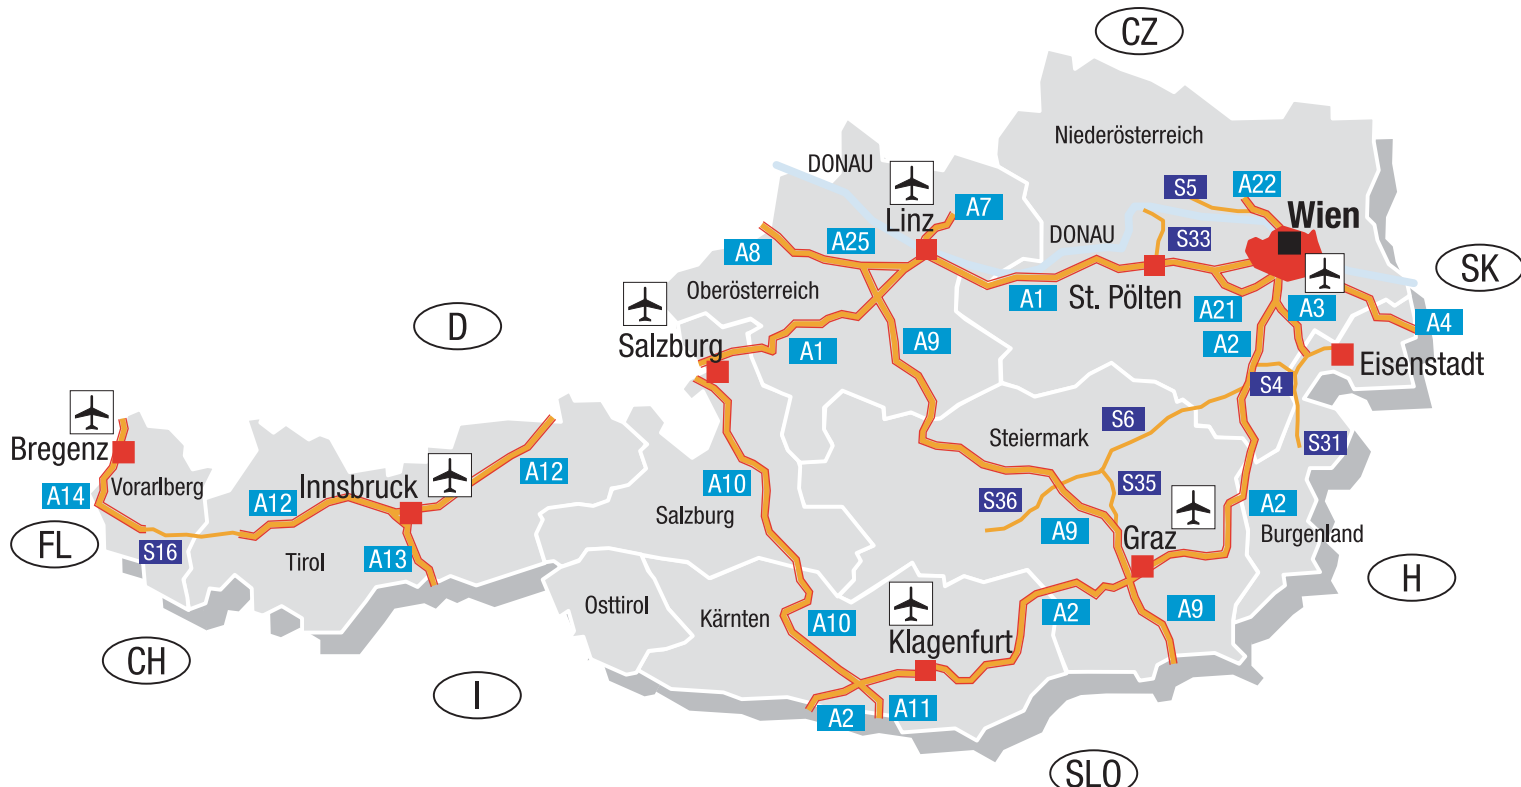 CZ
Niederösterreich
DONAU
S5
A22
Wien
Linz
A7
A25
DONAU
S33
A8
SK
Oberösterreich
A1
St. Pölten
A21
A3
A4
D
Salzburg
A1
A9
A2
Eisenstadt
S4
Bregenz
S6
Steiermark
S31
A14
Vorarlberg
A12
Innsbruck
A12
A10
Salzburg
S36
S35
A2
A9
Graz
Burgenland
FL
S16
Tirol
A13
H
Osttirol
Kärnten
A10
A2
A9
CH
Klagenfurt
I
A2
A11
SLO